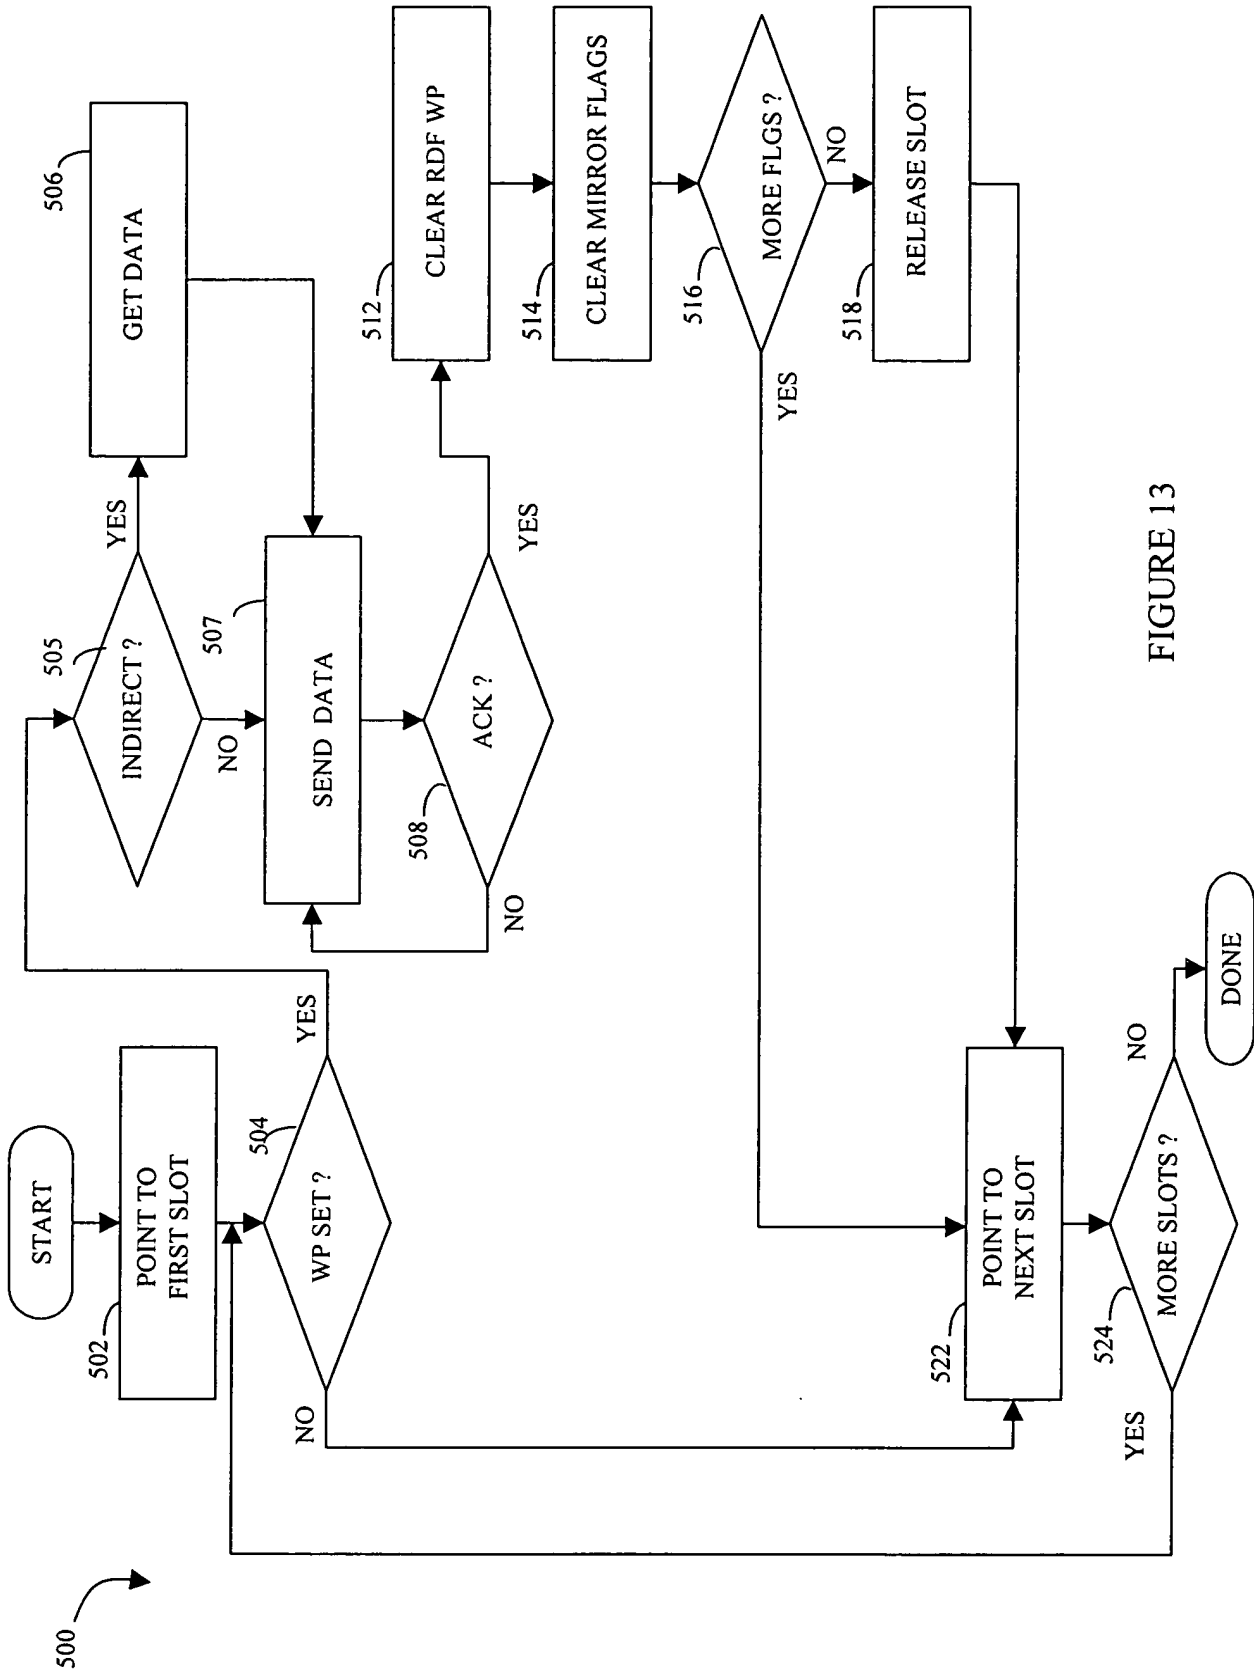 500
START
502
POINT TO
FIRST SLOT
504
WP SET ?
YES
NO
505
INDIRECT ?
YES
NO
506
GET DATA
507
SEND DATA
508
ACK ?
YES
NO
512
CLEAR RDF WP
514
CLEAR MIRROR FLAGS
516
MORE FLGS ?
YES
NO
518
RELEASE SLOT
522
POINT TO
NEXT SLOT
524
MORE SLOTS ?
YES
NO
DONE
FIGURE 13